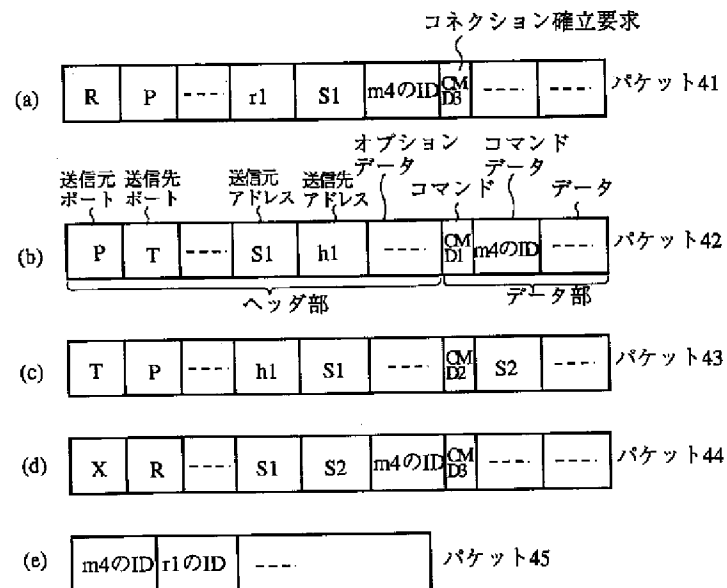 コネクション確立要求
(a) R P ---- r1 S1 m4のID CM D3 ---- ---- パケット41
送信元ポート 送信先ポート 送信元アドレス 送信先アドレス オプションデータ コマンド コマンドデータ データ
(b) P T ---- S1 h1 ---- CM D1 m4のID ---- パケット42
ヘッダ部 データ部
(c) T P ---- h1 S1 ---- CM D2 S2 ---- パケット43
(d) X R ---- S1 S2 m4のID CM D3 ---- ---- パケット44
(e) m4のID r1のID ---- パケット45